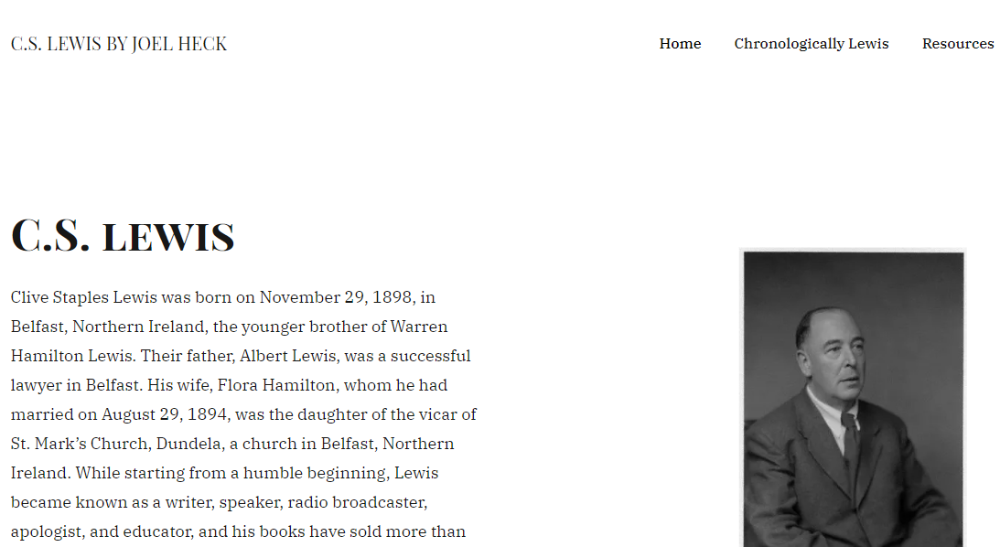 C.S. LEWIS BY JOEL HECK
Home Chronologically Lewis Resources
C.S. LEWIS
Clive Staples Lewis was born on November 29, 1898, in
Belfast, Northern Ireland, the younger brother of Warren
Hamilton Lewis. Their father, Albert Lewis, was a successful
lawyer in Belfast. His wife, Flora Hamilton, whom he had
married on August 29, 1894, was the daughter of the vicar of
St. Mark’s Church, Dundela, a church in Belfast, Northern
Ireland. While starting from a humble beginning, Lewis
became known as a writer, speaker, radio broadcaster,
apologist, and educator, and his books have sold more than